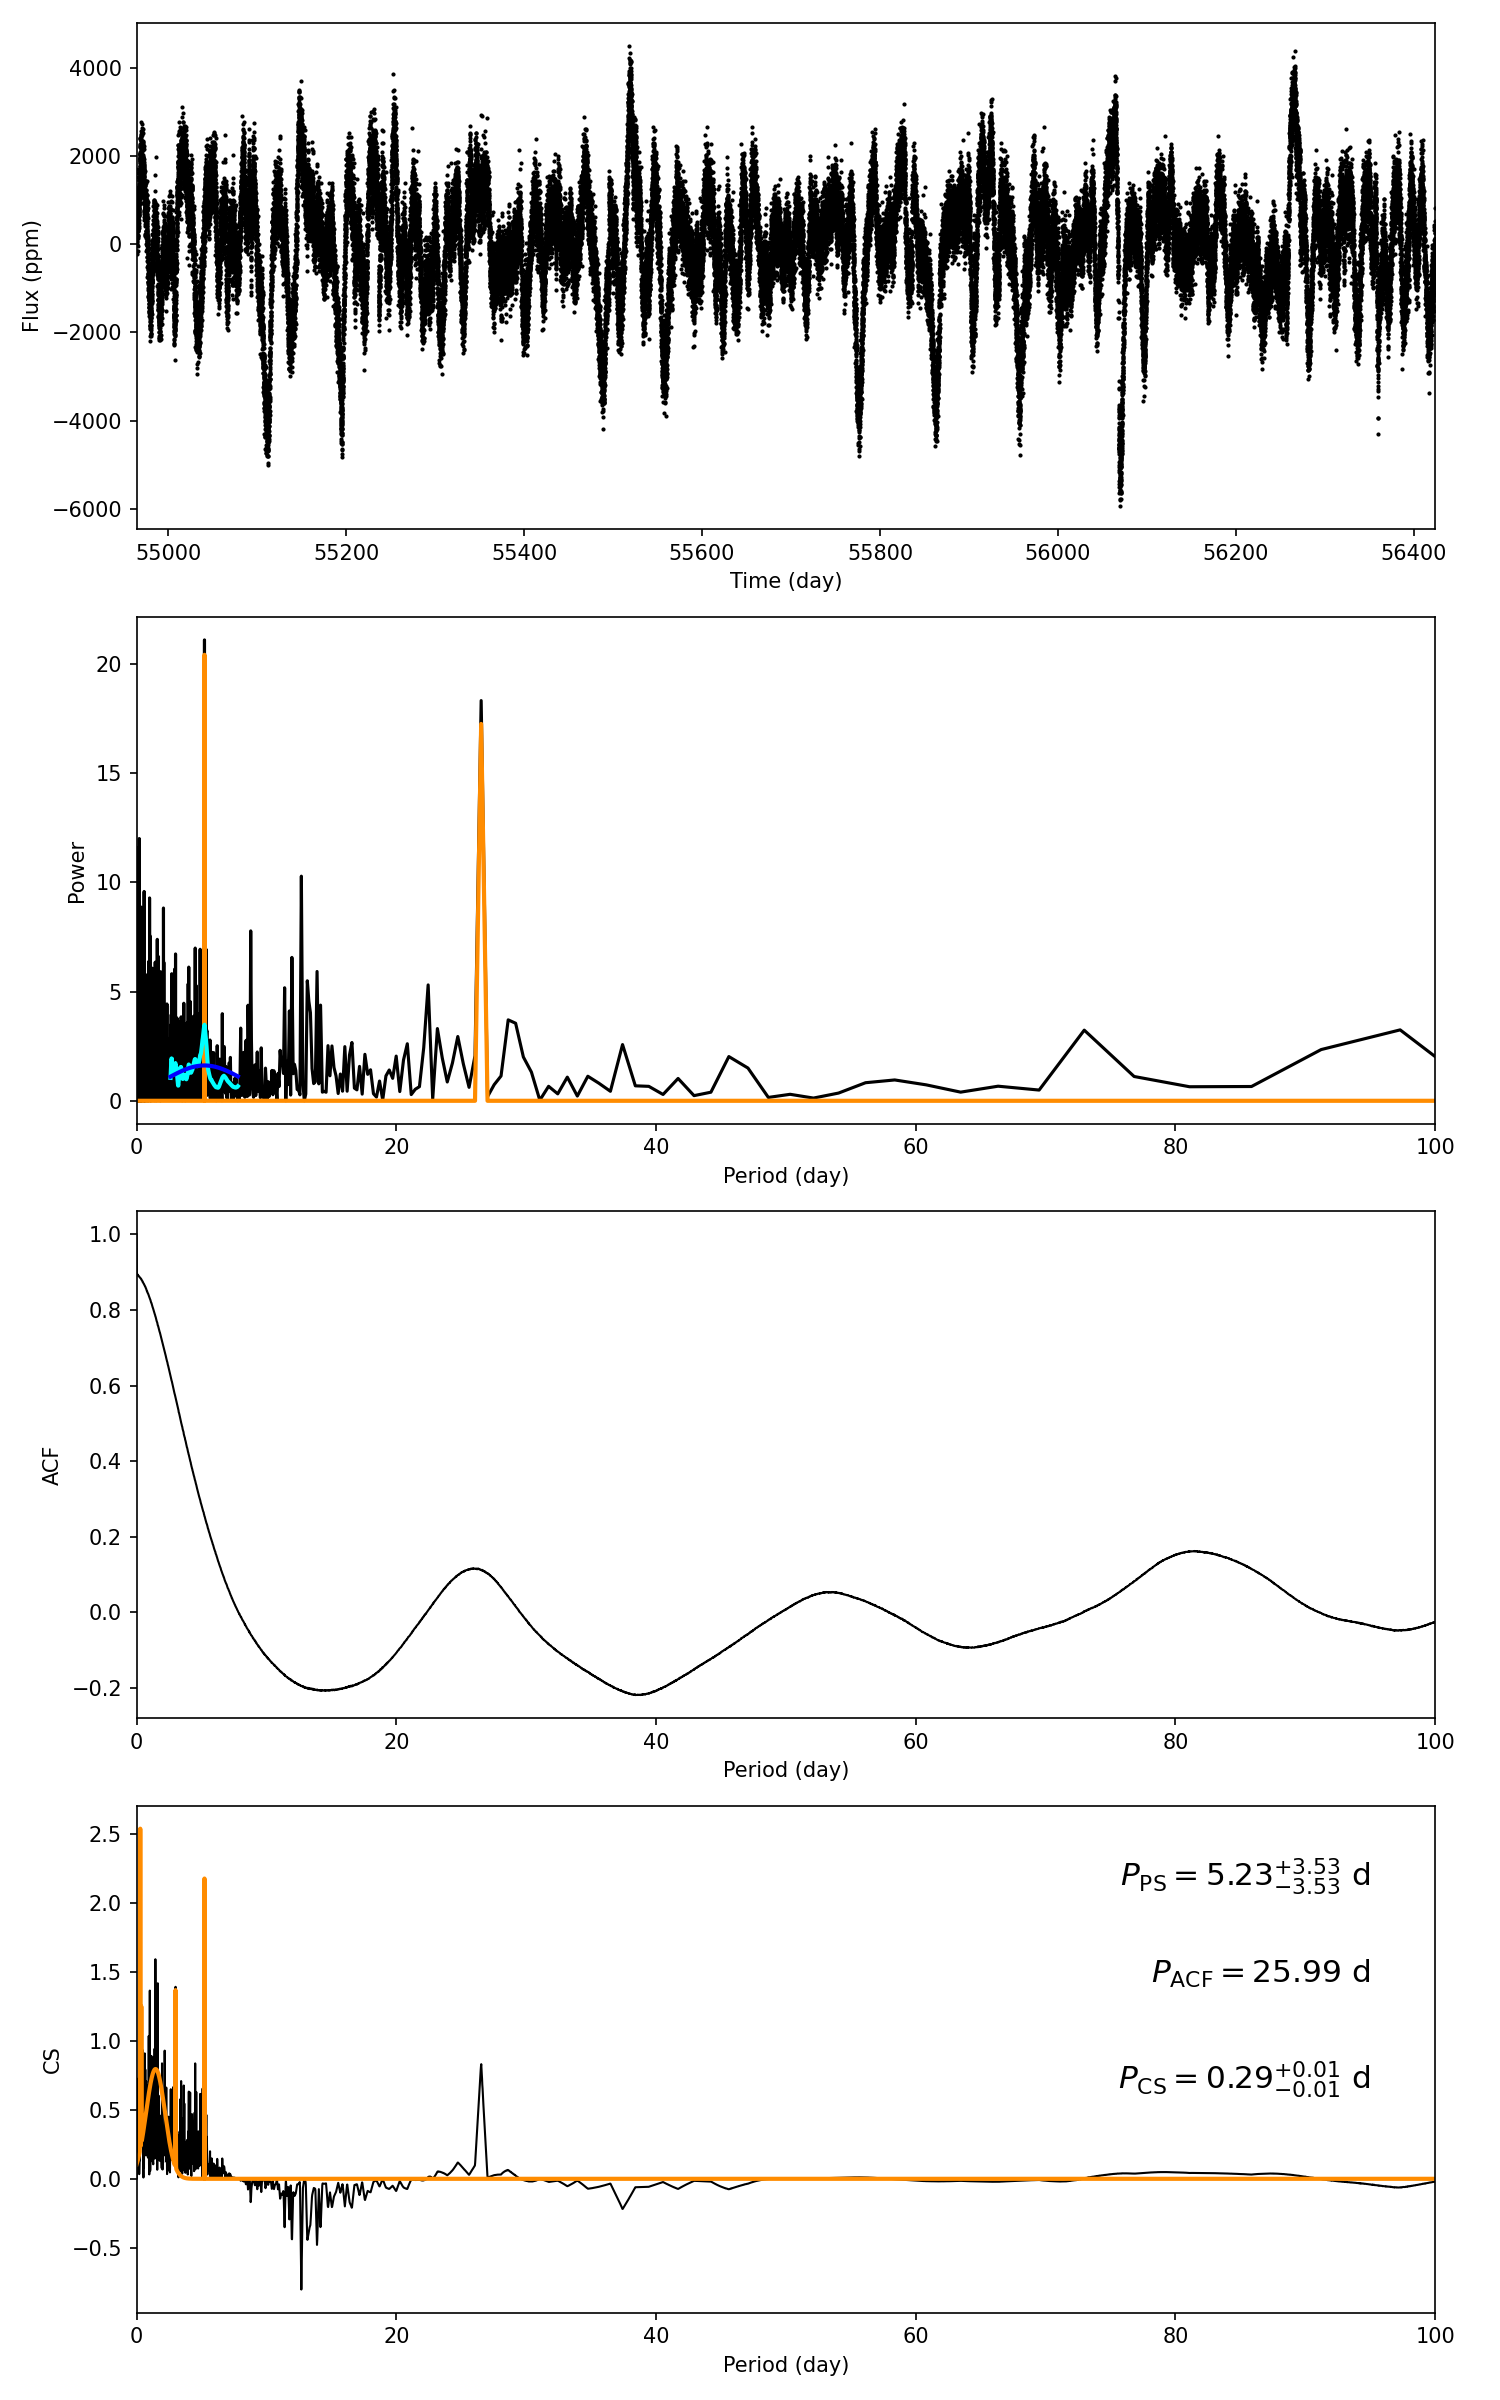 4000
2000
0
−2000
−4000
−6000
Flux (ppm)
55000 55200 55400 55600 55800 56000 56200 56400
Time (day)
20
15
10
5
0
Power
0 20 40 60 80 100
Period (day)
1.0
0.8
0.6
0.4
0.2
0.0
−0.2
ACF
0 20 40 60 80 100
Period (day)
2.5
2.0
1.5
1.0
0.5
0.0
−0.5
CS
P_PS = 5.23^{+3.53}_{−3.53} d
P_ACF = 25.99 d
P_CS = 0.29^{+0.01}_{−0.01} d
0 20 40 60 80 100
Period (day)